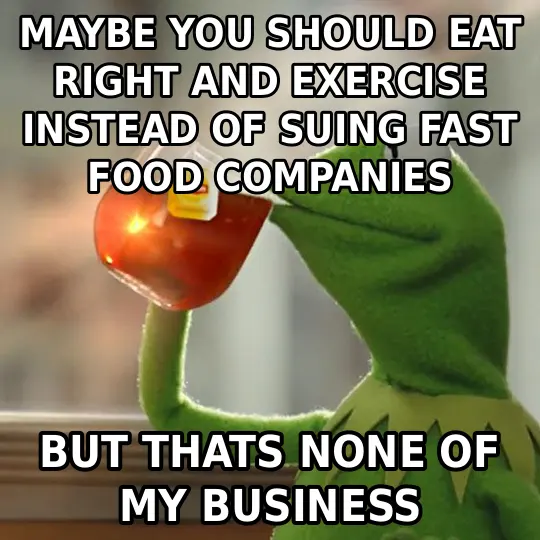 MAYBE YOU SHOULD EAT
RIGHT AND EXERCISE
INSTEAD OF SUING FAST
FOOD COMPANIES
BUT THATS NONE OF
MY BUSINESS